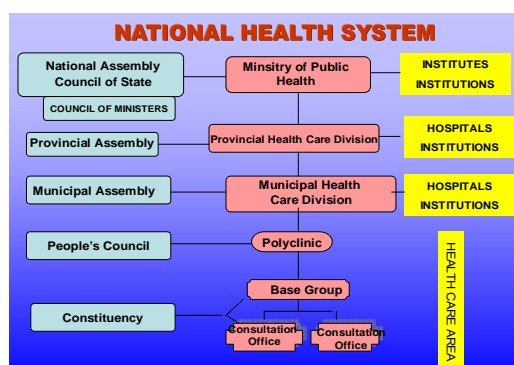 NATIONAL HEALTH SYSTEM
National Assembly
Council of State
COUNCIL OF MINISTERS
Minsitry of Public
Health
INSTITUTES
INSTITUTIONS
Provincial Assembly
Provincial Health Care Division
HOSPITALS
INSTITUTIONS
Municipal Assembly
Municipal Health
Care Division
HOSPITALS
INSTITUTIONS
People's Council
Polyclinic
HEALTH CARE AREA
Base Group
Constituency
Consultation
Office
Consultation
Office